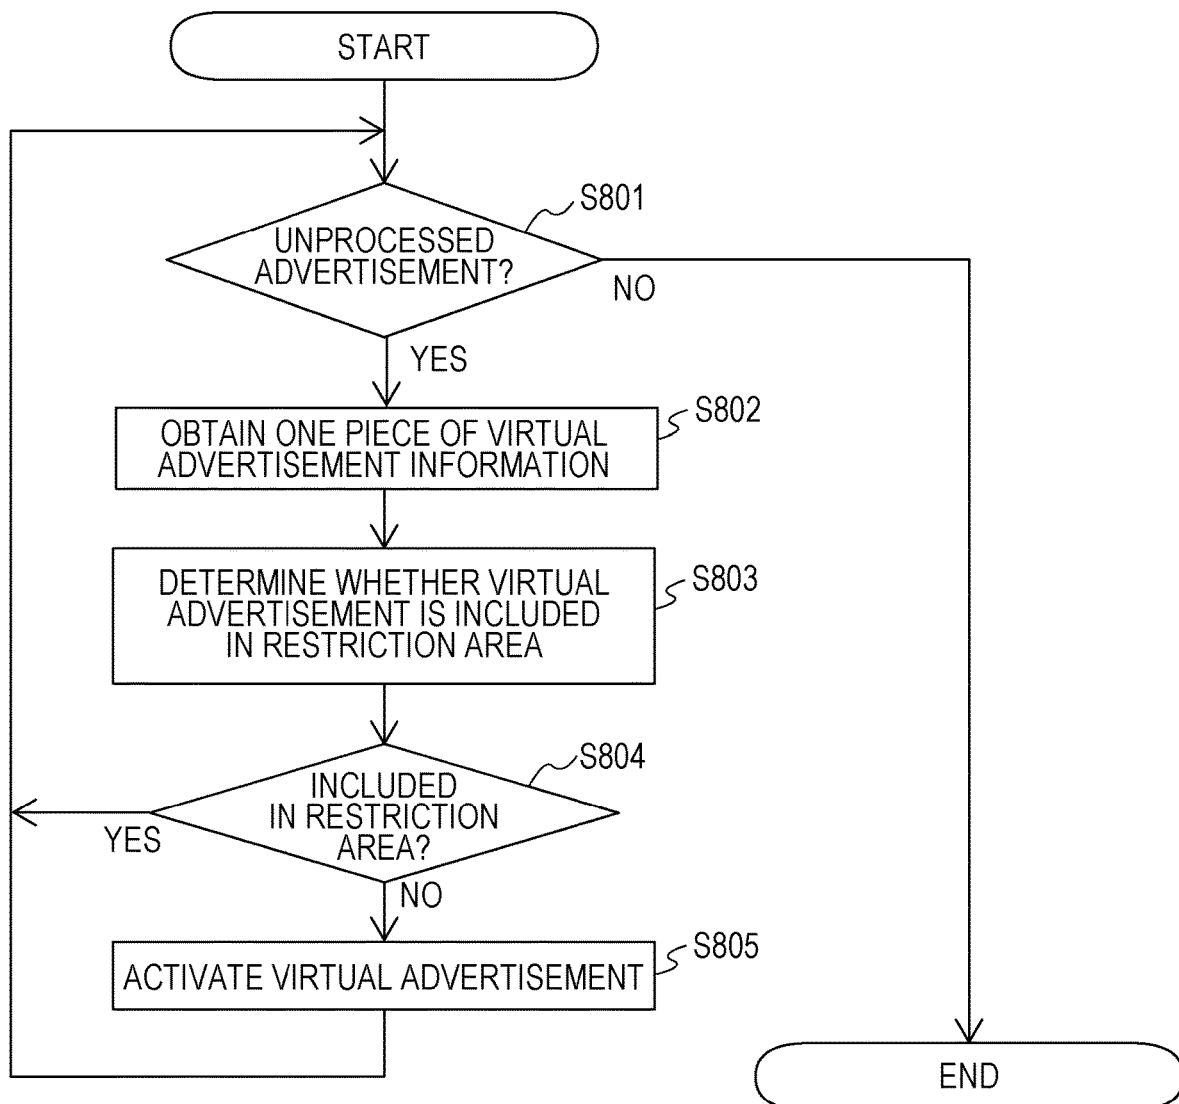 START
S801
UNPROCESSED
ADVERTISEMENT?
NO
YES
S802
OBTAIN ONE PIECE OF VIRTUAL
ADVERTISEMENT INFORMATION
S803
DETERMINE WHETHER VIRTUAL
ADVERTISEMENT IS INCLUDED
IN RESTRICTION AREA
S804
INCLUDED
IN RESTRICTION
AREA?
YES
NO
S805
ACTIVATE VIRTUAL ADVERTISEMENT
END